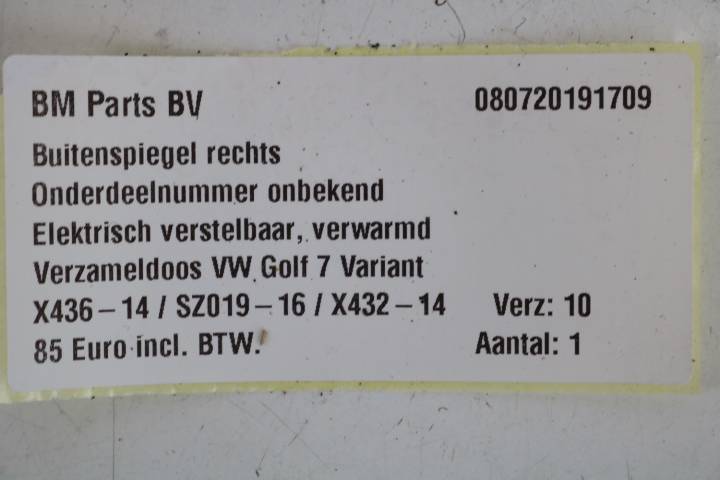 BM Parts BV 080720191709
Buitenspiegel rechts
Onderdeelnummer onbekend
Elektrisch verstelbaar, verwarmd
Verzameldoos VW Golf 7 Variant
X436-14 / SZ019-16 / X432-14 Verz: 10
85 Euro incl. BTW. Aantal: 1